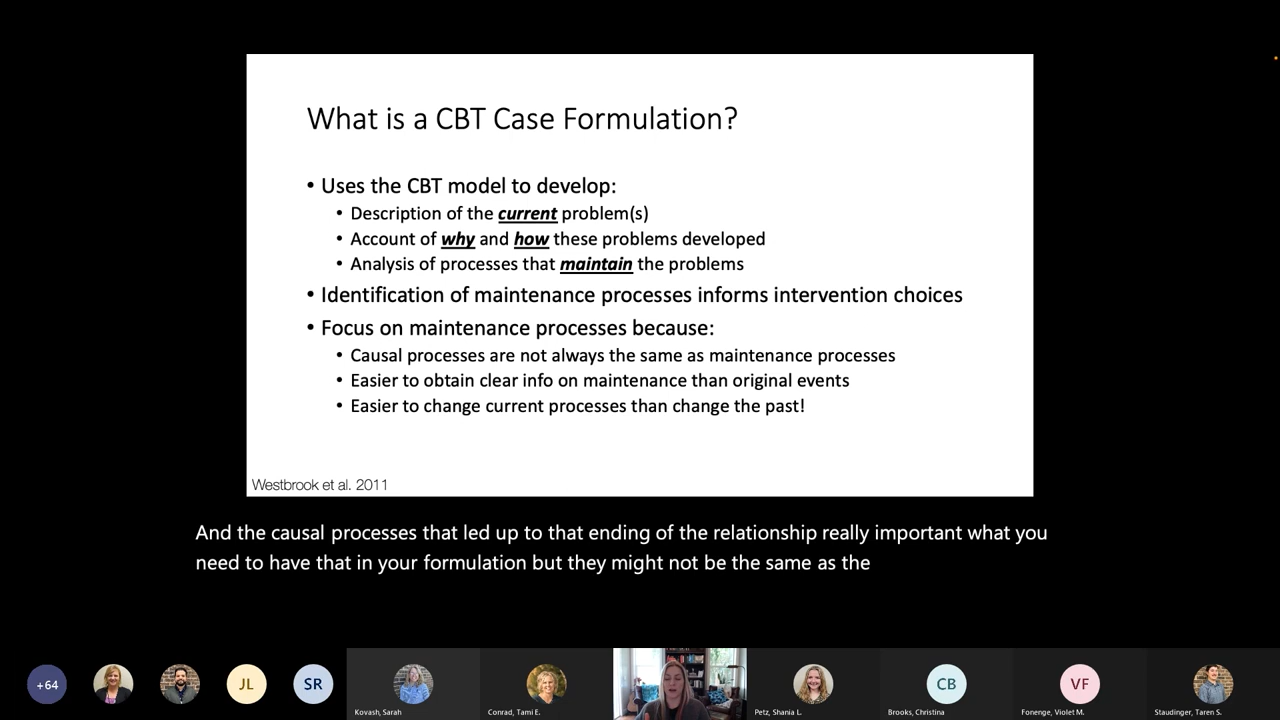 What is a CBT Case Formulation?
• Uses the CBT model to develop:
• Description of the current problem(s)
• Account of why and how these problems developed
• Analysis of processes that maintain the problems
• Identification of maintenance processes informs intervention choices
• Focus on maintenance processes because:
• Causal processes are not always the same as maintenance processes
• Easier to obtain clear info on maintenance than original events
• Easier to change current processes than change the past!
Westbrook et al. 2011
And the causal processes that led up to that ending of the relationship really important what you
need to have that in your formulation but they might not be the same as the
+64
JL
SR
CB
VF
Kovash, Sarah
Conrad, Tami E.
Petz, Shania L.
Brooks, Christina
Fonenge, Violet M.
Staudinger, Taren S.